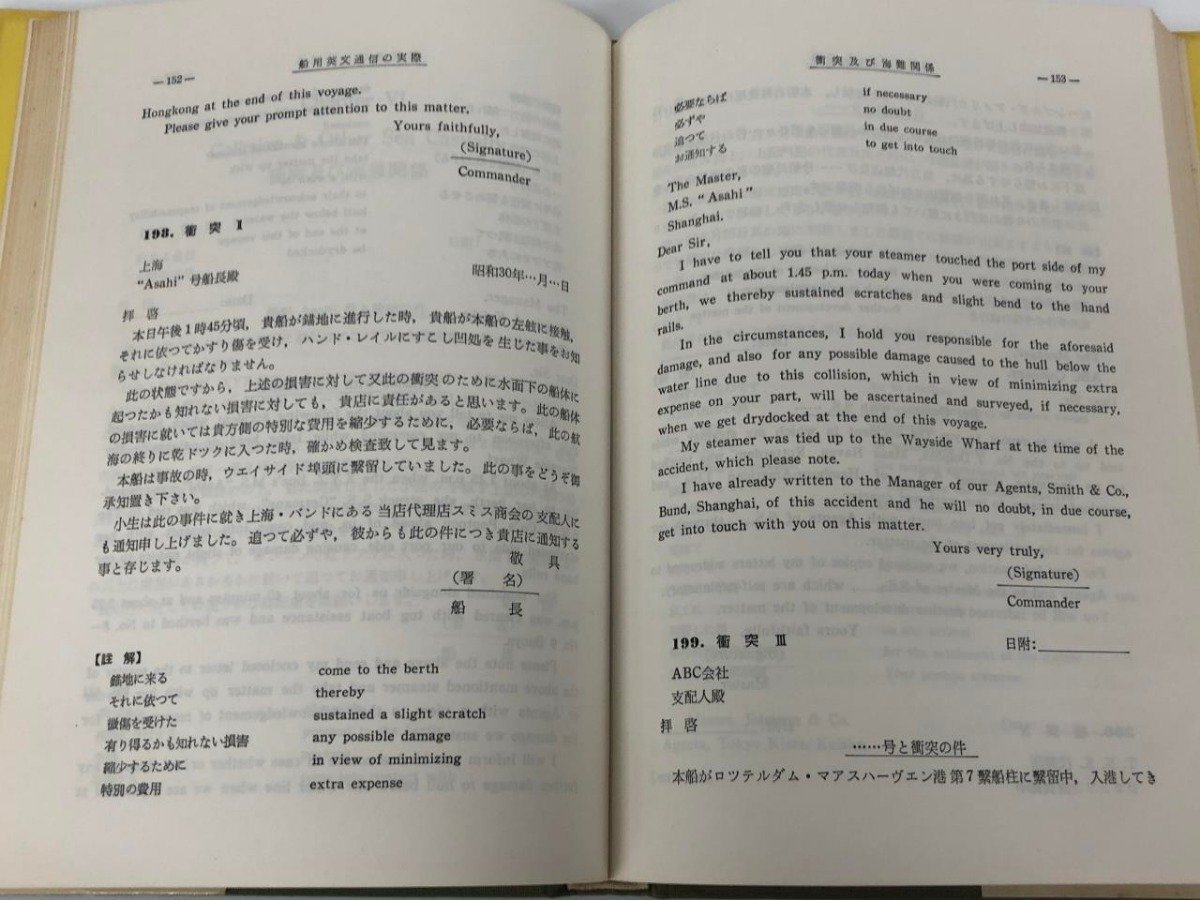 —152—
船用英文通信の実際
Hongkong at the end of this voyage.
Please give your prompt attention to this matter.
Yours faithfully,
(Signature)
Commander
198. 衝突 Ⅱ
上海
"Asahi" 号船長殿
昭和30年…月…日
拝啓
本日午後1時45分頃, 貴船が錨地に進行した時, 貴船が本船の左舷に接触,
それに依つてかすり傷を受け, ハンド・レイルにすこし凹処を生じた事をお知
らせしなければなりません。
此の状態ですから, 上述の損害に対して又此の衝突のために水面下の船体に
起つたかも知れない損害に対しても, 貴店に責任があると思います。此の船体
の損害に就いては貴方側の特別な費用を縮少するために, 必要ならば, 此の航
海の終りに乾ドツクに入つた時, 確かめ検査致して見ます。
本船は事故の時, ウエイサイド埠頭に繋留していました。此の事をどうぞ御
承知置き下さい。
小生は此の事件に就き上海・バンドにある当店代理店スミス商会の支配人に
も通知申し上げました。追つて必ずや, 彼からも此の件につき貴店に通知する
事と存じます。
敬具
(署名)
船長
【註解】
錨地に来る come to the berth
それに依つて thereby
微傷を受けた sustained a slight scratch
有り得るかも知れない損害 any possible damage
縮少するために in view of minimizing
特別の費用 extra expense
衝突及び海難関係
—153—
必要ならば if necessary
必ずや no doubt
追つて in due course
お通知する to get into touch
The Master,
M.S. "Asahi"
Shanghai.
Dear Sir,
I have to tell you that your steamer touched the port side of my
command at about 1.45 p.m. today when you were coming to your
berth, we thereby sustained scratches and slight bend to the hand
rails.
In the circumstances, I hold you responsible for the aforesaid
damage, and also for any possible damage caused to the hull below the
water line due to this collision, which in view of minimizing extra
expense on your part, will be ascertained and surveyed, if necessary,
when we get drydocked at the end of this voyage.
My steamer was tied up to the Wayside Wharf at the time of the
accident, which please note.
I have already written to the Manager of our Agents, Smith & Co.,
Bund, Shanghai, of this accident and he will no doubt, in due course,
get into touch with you on this matter.
Yours very truly,
(Signature)
Commander
199. 衝突 Ⅲ
日附:
ABC会社
支配人殿
拝啓
……号と衝突の件
本船がロツテルダム・マアスハーヴエン港第7繋船柱に繋留中, 入港してき